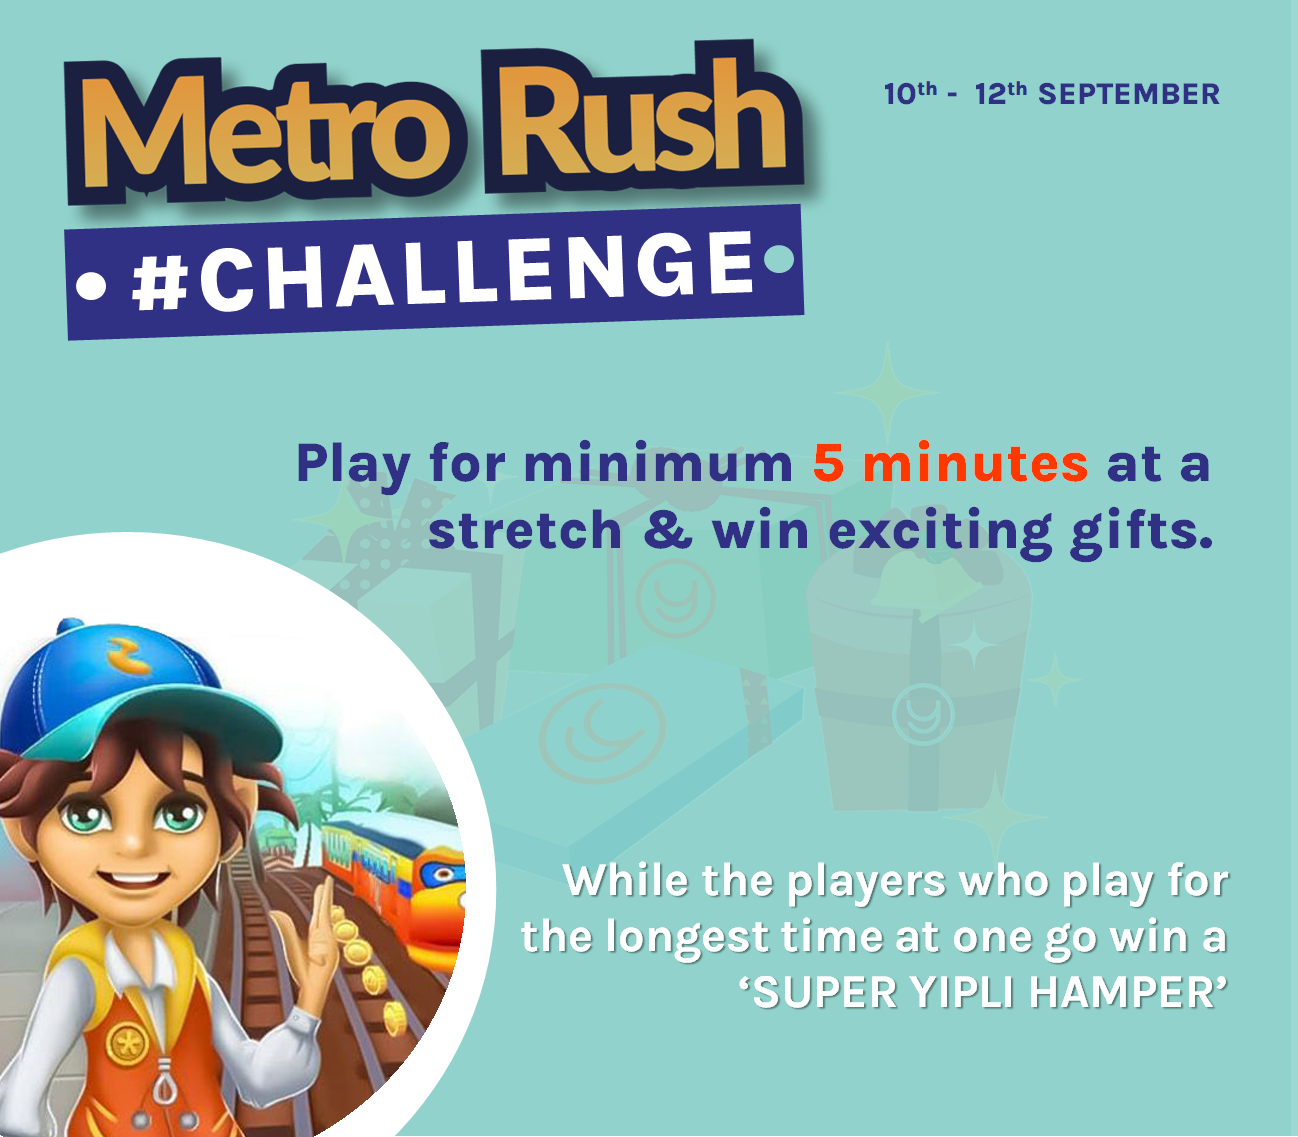 Metro Rush
10th - 12th SEPTEMBER
#CHALLENGE
Play for minimum 5 minutes at a
stretch & win exciting gifts.
While the players who play for
the longest time at one go win a
‘SUPER YIPLI HAMPER’